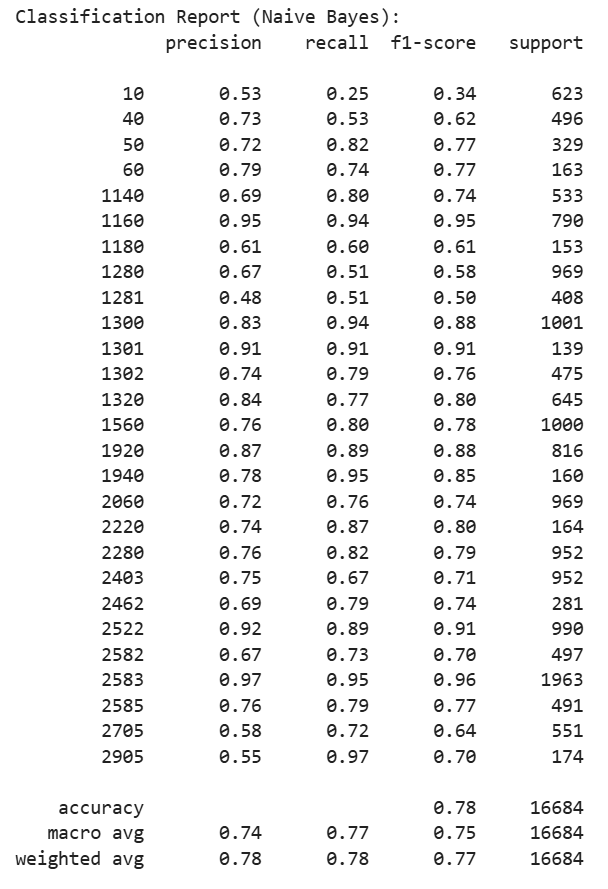 Classification Report (Naive Bayes):
precision recall f1-score support
10 0.53 0.25 0.34 623
40 0.73 0.53 0.62 496
50 0.72 0.82 0.77 329
60 0.79 0.74 0.77 163
1140 0.69 0.80 0.74 533
1160 0.95 0.94 0.95 790
1180 0.61 0.60 0.61 153
1280 0.67 0.51 0.58 969
1281 0.48 0.51 0.50 408
1300 0.83 0.94 0.88 1001
1301 0.91 0.91 0.91 139
1302 0.74 0.79 0.76 475
1320 0.84 0.77 0.80 645
1560 0.76 0.80 0.78 1000
1920 0.87 0.89 0.88 816
1940 0.78 0.95 0.85 160
2060 0.72 0.76 0.74 969
2220 0.74 0.87 0.80 164
2280 0.76 0.82 0.79 952
2403 0.75 0.67 0.71 952
2462 0.69 0.79 0.74 281
2522 0.92 0.89 0.91 990
2582 0.67 0.73 0.70 497
2583 0.97 0.95 0.96 1963
2585 0.76 0.79 0.77 491
2705 0.58 0.72 0.64 551
2905 0.55 0.97 0.70 174
accuracy 0.78 16684
macro avg 0.74 0.77 0.75 16684
weighted avg 0.78 0.78 0.77 16684